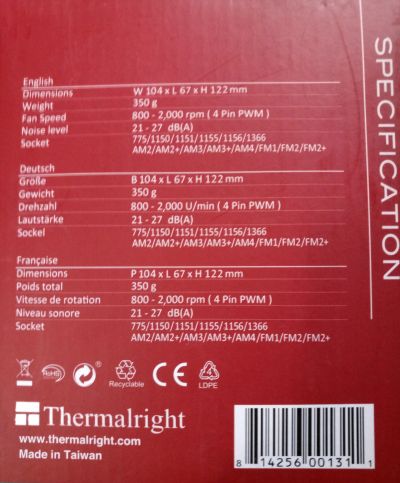 SPECIFICATION
English
Dimensions W 104 x L 67 x H 122 mm
Weight 350 g
Fan Speed 800 - 2,000 rpm ( 4 Pin PWM )
Noise level 21 - 27 dB(A)
Socket 775/1150/1151/1155/1156/1366
AM2/AM2+/AM3/AM3+/AM4/FM1/FM2/FM2+
Deutsch
Größe B 104 x L 67 x H 122 mm
Gewicht 350 g
Drehzahl 800 - 2,000 U/min ( 4 Pin PWM )
Lautstärke 21 - 27 dB(A)
Sockel 775/1150/1151/1155/1156/1366
AM2/AM2+/AM3/AM3+/AM4/FM1/FM2/FM2+
Française
Dimensions P 104 x L 67 x H 122 mm
Poids total 350 g
Vitesse de rotation 800 - 2,000 rpm ( 4 Pin PWM )
Niveau sonore 21 - 27 dB(A)
Socket 775/1150/1151/1155/1156/1366
AM2/AM2+/AM3/AM3+/AM4/FM1/FM2/FM2+
RoHS
Recyclable
CE
4
LDPE
Thermalright
www.thermalright.com
Made in Taiwan
8 14256 00131 1